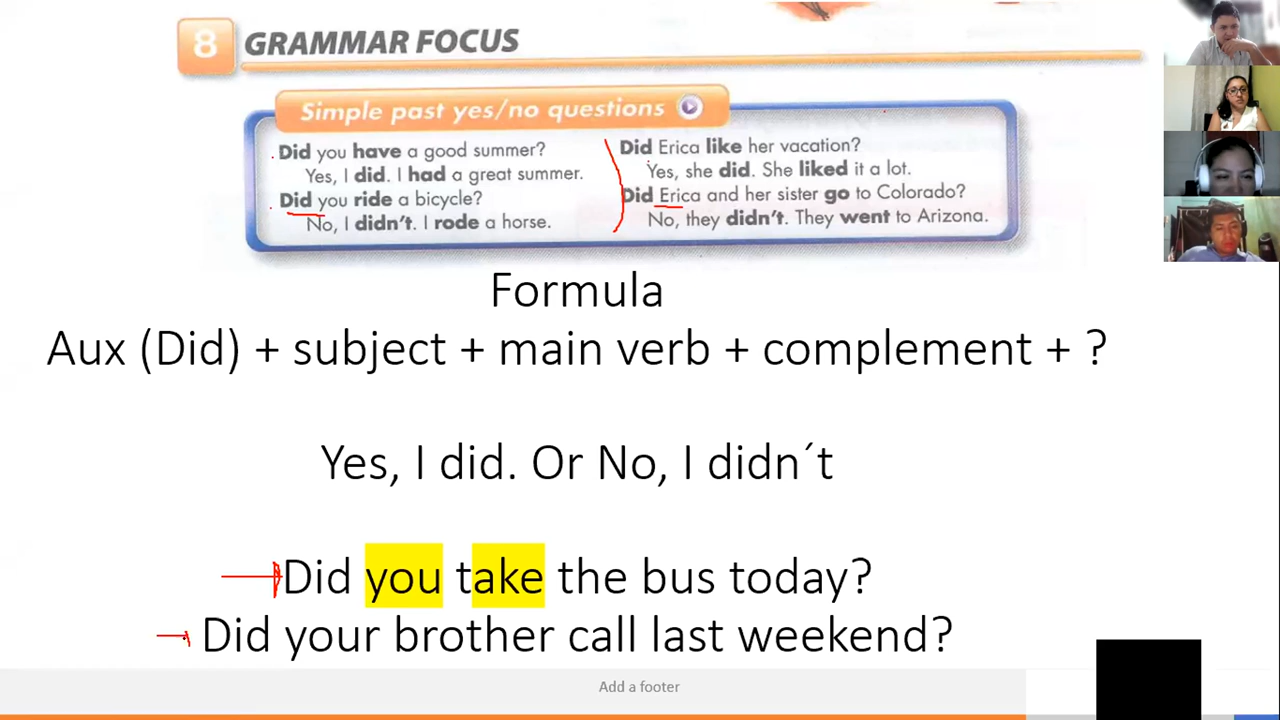 8 GRAMMAR FOCUS
Simple past yes/no questions
Did you have a good summer?
Yes, I did. I had a great summer.
Did you ride a bicycle?
No, I didn't. I rode a horse.
Did Erica like her vacation?
Yes, she did. She liked it a lot.
Did Erica and her sister go to Colorado?
No, they didn't. They went to Arizona.
Formula
Aux (Did) + subject + main verb + complement + ?
Yes, I did. Or No, I didn´t
Did you take the bus today?
Did your brother call last weekend?
Add a footer